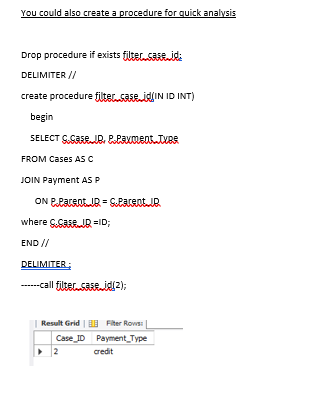 You could also create a procedure for quick analysis
Drop procedure if exists filter_case_id;
DELIMITER //
create procedure filter_case_id(IN ID INT)
begin
SELECT C.Case_ID, P.Payment_Type
FROM Cases AS C
JOIN Payment AS P
ON P.Parent_ID = C.Parent_ID
where C.Case_ID =ID;
END //
DELIMITER ;
------call filter_case_id(2);
Result Grid Filter Rows:
Case_ID Payment_Type
2 credit